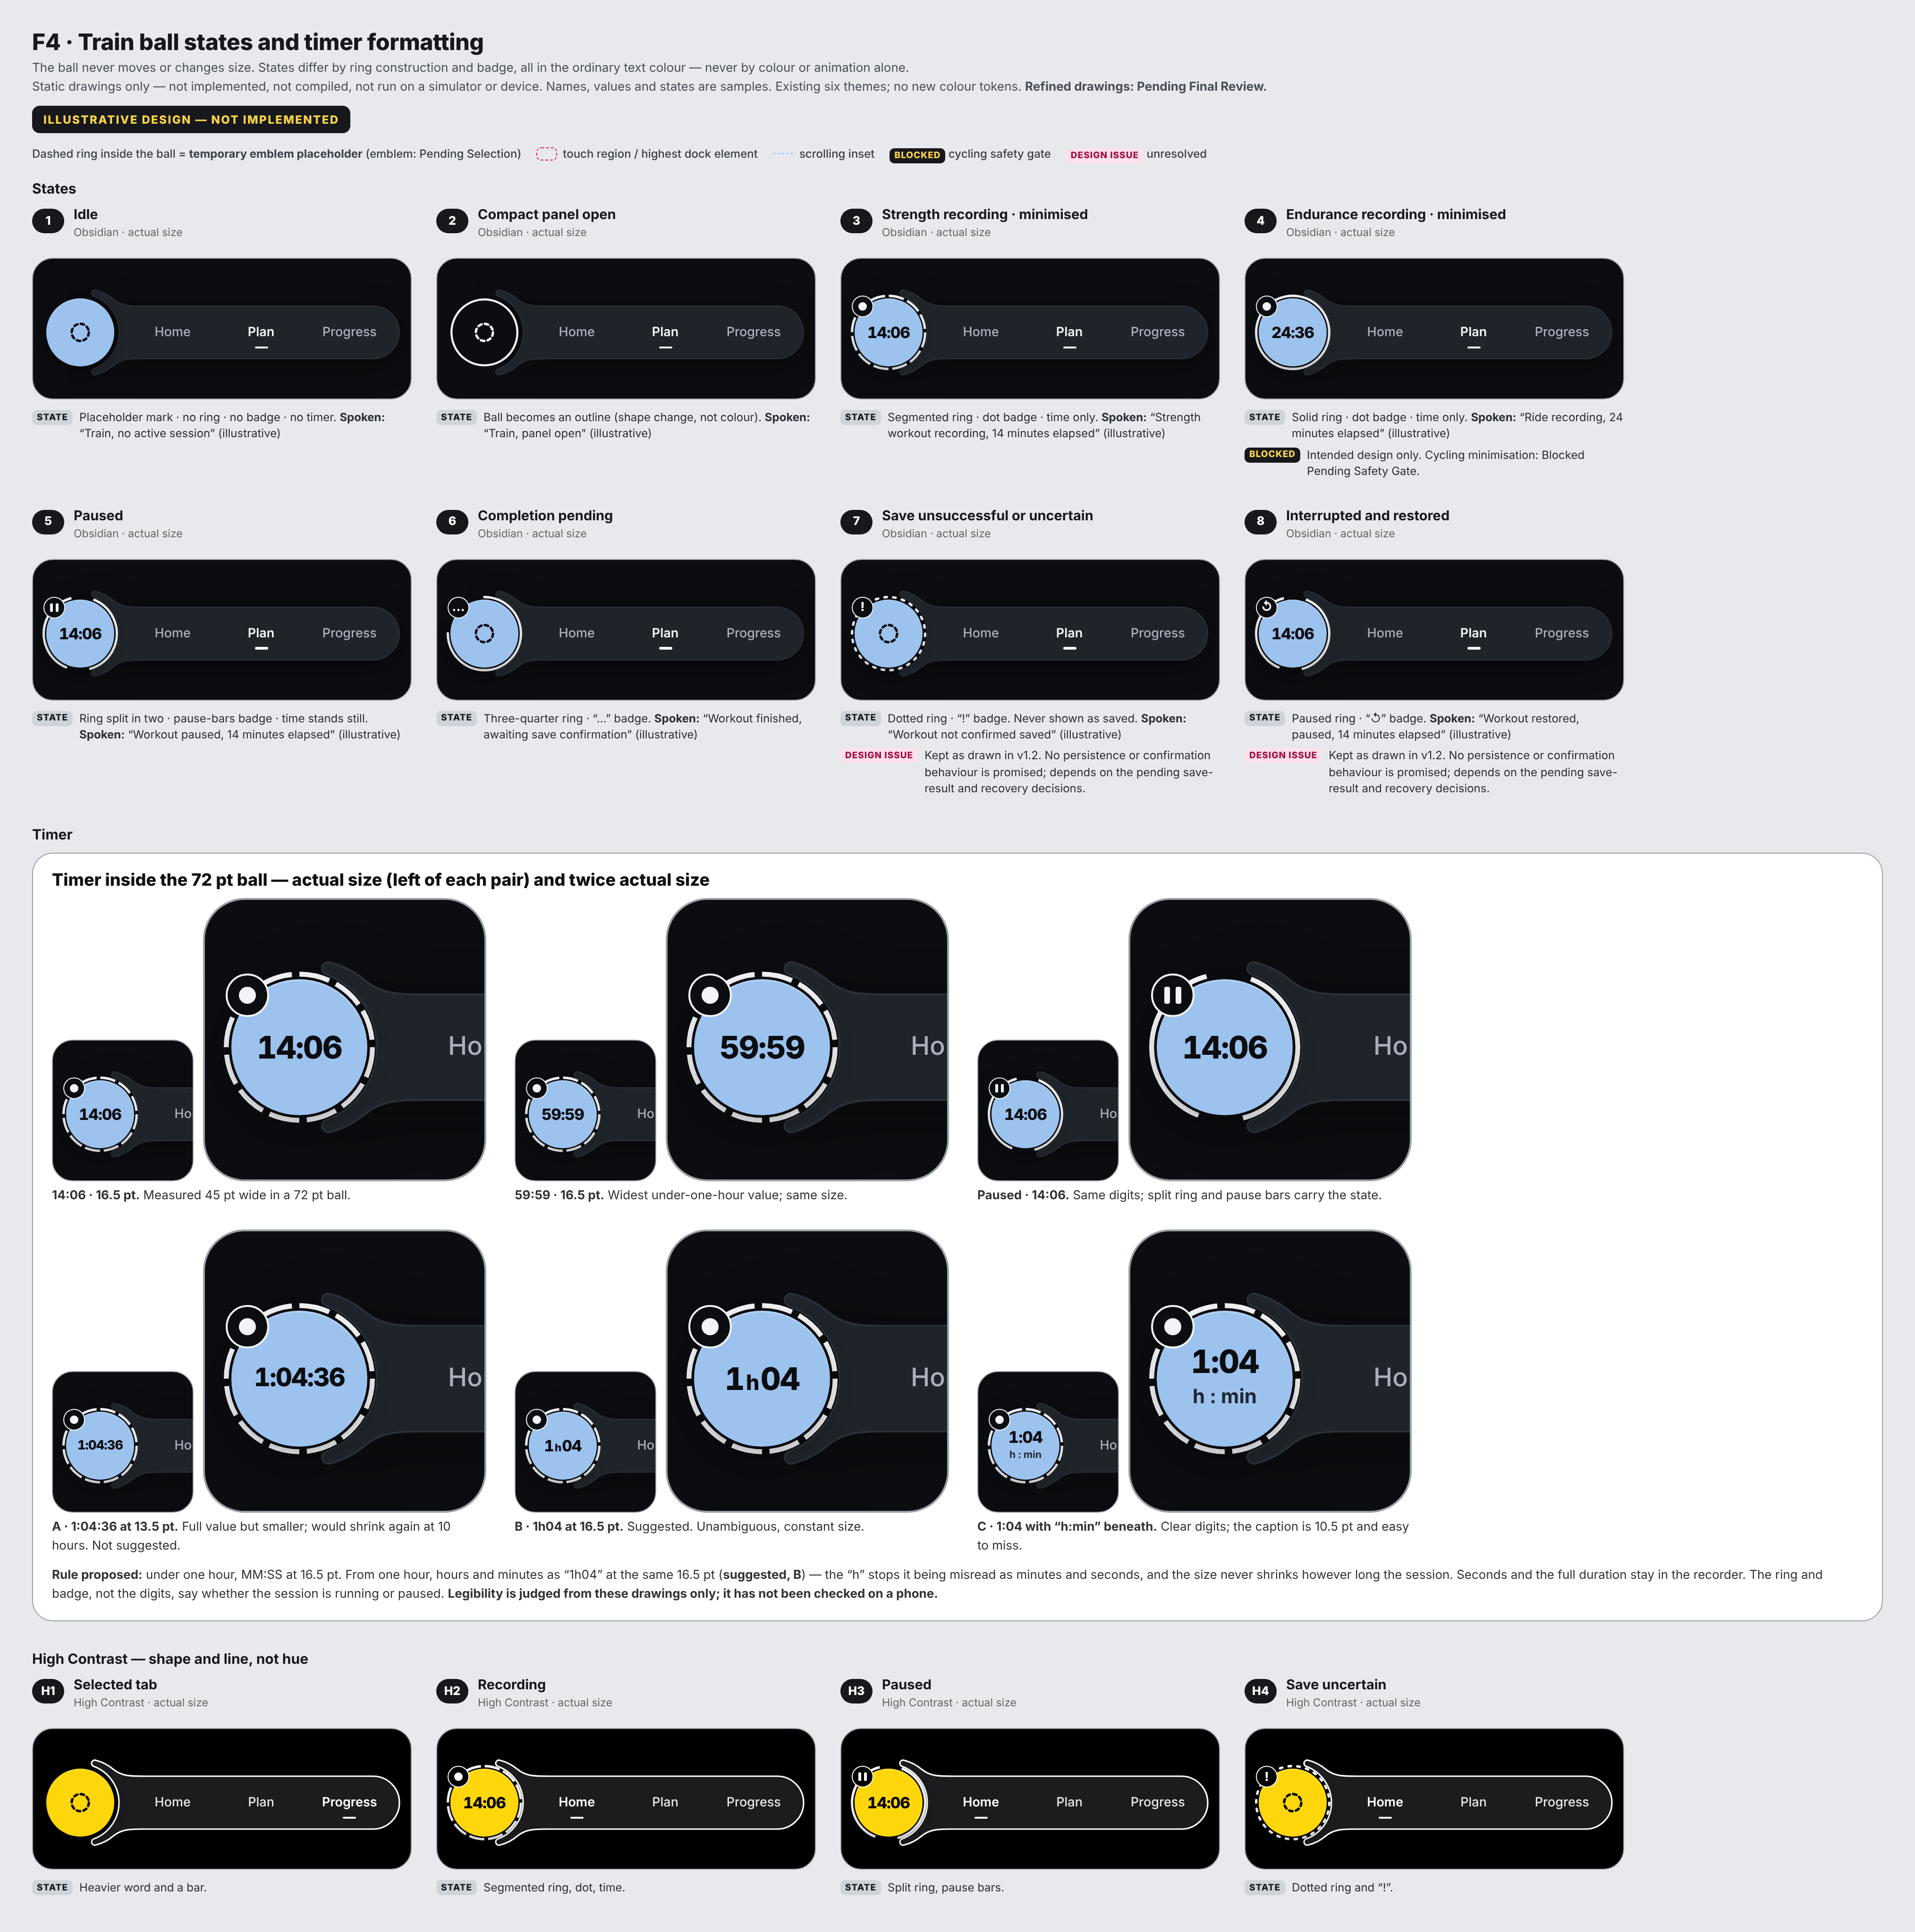 F4 · Train ball states and timer formatting
The ball never moves or changes size. States differ by ring construction and badge, all in the ordinary text colour — never by colour or animation alone.
Static drawings only — not implemented, not compiled, not run on a simulator or device. Names, values and states are samples. Existing six themes; no new colour tokens. Refined drawings: Pending Final Review.
ILLUSTRATIVE DESIGN — NOT IMPLEMENTED
Dashed ring inside the ball = temporary emblem placeholder (emblem: Pending Selection) touch region / highest dock element scrolling inset BLOCKED cycling safety gate DESIGN ISSUE unresolved
States
1 Idle
Obsidian · actual size
Home Plan Progress
STATE Placeholder mark · no ring · no badge · no timer. Spoken:
“Train, no active session” (illustrative)
2 Compact panel open
Obsidian · actual size
Home Plan Progress
STATE Ball becomes an outline (shape change, not colour). Spoken:
“Train, panel open” (illustrative)
3 Strength recording · minimised
Obsidian · actual size
14:06 Home Plan Progress
STATE Segmented ring · dot badge · time only. Spoken: “Strength
workout recording, 14 minutes elapsed” (illustrative)
4 Endurance recording · minimised
Obsidian · actual size
24:36 Home Plan Progress
STATE Solid ring · dot badge · time only. Spoken: “Ride recording, 24
minutes elapsed” (illustrative)
BLOCKED Intended design only. Cycling minimisation: Blocked
Pending Safety Gate.
5 Paused
Obsidian · actual size
14:06 Home Plan Progress
STATE Ring split in two · pause-bars badge · time stands still.
Spoken: “Workout paused, 14 minutes elapsed” (illustrative)
6 Completion pending
Obsidian · actual size
… Home Plan Progress
STATE Three-quarter ring · “…” badge. Spoken: “Workout finished,
awaiting save confirmation” (illustrative)
7 Save unsuccessful or uncertain
Obsidian · actual size
! Home Plan Progress
STATE Dotted ring · “!” badge. Never shown as saved. Spoken:
“Workout not confirmed saved” (illustrative)
DESIGN ISSUE Kept as drawn in v1.2. No persistence or confirmation
behaviour is promised; depends on the pending save-
result and recovery decisions.
8 Interrupted and restored
Obsidian · actual size
14:06 Home Plan Progress
STATE Paused ring · “↺” badge. Spoken: “Workout restored,
paused, 14 minutes elapsed” (illustrative)
DESIGN ISSUE Kept as drawn in v1.2. No persistence or confirmation
behaviour is promised; depends on the pending save-
result and recovery decisions.
Timer
Timer inside the 72 pt ball — actual size (left of each pair) and twice actual size
14:06 Ho
14:06 Ho
14:06 · 16.5 pt. Measured 45 pt wide in a 72 pt ball.
59:59 Ho
59:59 Ho
59:59 · 16.5 pt. Widest under-one-hour value; same size.
14:06 Ho
14:06 Ho
Paused · 14:06. Same digits; split ring and pause bars carry the state.
1:04:36 Ho
1:04:36 Ho
A · 1:04:36 at 13.5 pt. Full value but smaller; would shrink again at 10
hours. Not suggested.
1h04 Ho
1h04 Ho
B · 1h04 at 16.5 pt. Suggested. Unambiguous, constant size.
1:04 Ho
h : min
1:04 Ho
h : min
C · 1:04 with “h:min” beneath. Clear digits; the caption is 10.5 pt and easy
to miss.
Rule proposed: under one hour, MM:SS at 16.5 pt. From one hour, hours and minutes as “1h04” at the same 16.5 pt (suggested, B) — the “h” stops it being misread as minutes and seconds, and the size never shrinks however long the session. Seconds and the full duration stay in the recorder. The ring and
badge, not the digits, say whether the session is running or paused. Legibility is judged from these drawings only; it has not been checked on a phone.
High Contrast — shape and line, not hue
H1 Selected tab
High Contrast · actual size
Home Plan Progress
STATE Heavier word and a bar.
H2 Recording
High Contrast · actual size
14:06 Home Plan Progress
STATE Segmented ring, dot, time.
H3 Paused
High Contrast · actual size
14:06 Home Plan Progress
STATE Split ring, pause bars.
H4 Save uncertain
High Contrast · actual size
! Home Plan Progress
STATE Dotted ring and “!”.